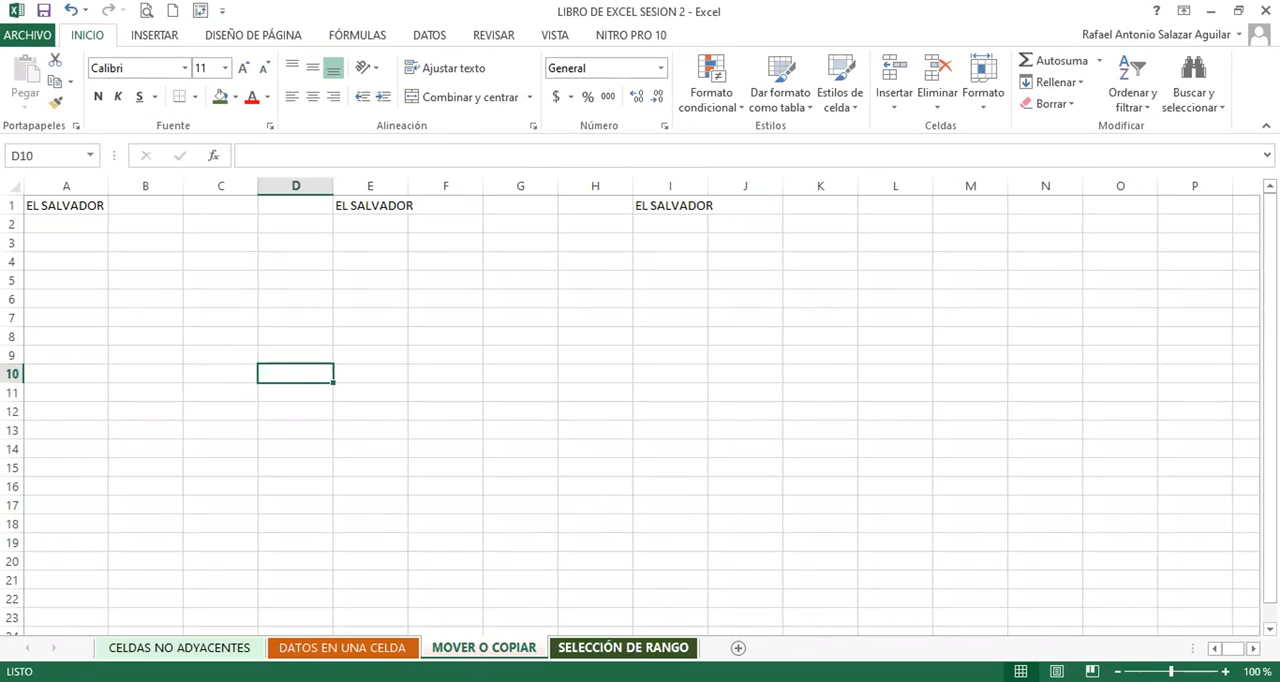 LIBRO DE EXCEL SESION 2 - Excel
?
ARCHIVO INICIO INSERTAR DISEÑO DE PÁGINA FÓRMULAS DATOS REVISAR VISTA NITRO PRO 10 Rafael Antonio Salazar Aguilar
Pegar
Portapapeles
Calibri 11
N K S A
Fuente
Ajustar texto
Combinar y centrar
Alineación
General
$ % 000
Número
Formato condicional
Dar formato como tabla
Estilos de celda
Estilos
Insertar Eliminar Formato
Celdas
Autosuma
Rellenar
Borrar
Ordenar y filtrar
Buscar y seleccionar
Modificar
D10 fx
A B C D E F G H I J K L M N O P
1 EL SALVADOR EL SALVADOR EL SALVADOR
2
3
4
5
6
7
8
9
10
11
12
13
14
15
16
17
18
19
20
21
22
23
24
CELDAS NO ADYACENTES DATOS EN UNA CELDA MOVER O COPIAR SELECCIÓN DE RANGO
LISTO 100 %